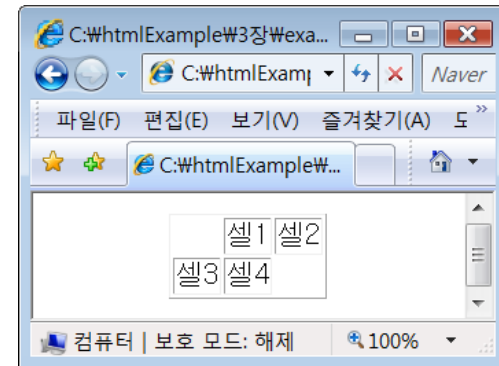 C:₩htmlExample₩3장₩exa...
C:₩htmlExamp Naver
파일(F) 편집(E) 보기(V) 즐겨찾기(A) 도 »
C:₩htmlExample₩...
셀1 셀2
셀3 셀4
컴퓨터 | 보호 모드: 해제 100%